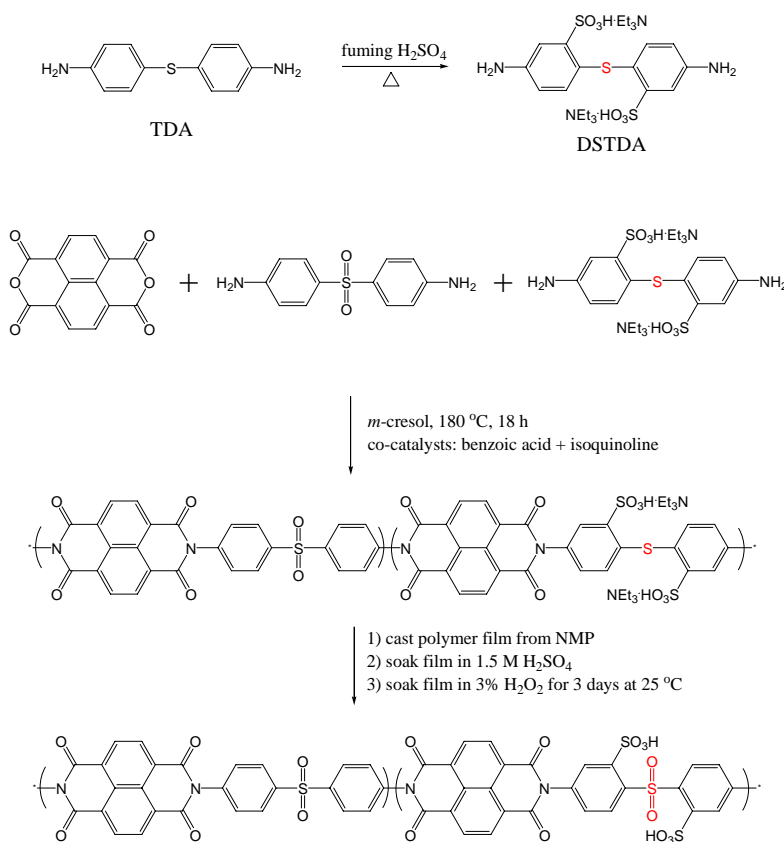 SO₃H·Et₃N
H₂N
S
NH₂
fuming H₂SO₄
△
H₂N
S
NH₂
NEt₃·HO₃S
TDA
DSTDA
O
O
O
O
O
O
+
H₂N
S
O
O
NH₂
+
SO₃H·Et₃N
H₂N
S
NH₂
NEt₃·HO₃S
m-cresol, 180 °C, 18 h
co-catalysts: benzoic acid + isoquinoline
O
O
N
N
O
O
O
S
O
O
O
N
N
O
O
SO₃H·Et₃N
S
NEt₃·HO₃S
1) cast polymer film from NMP
2) soak film in 1.5 M H₂SO₄
3) soak film in 3% H₂O₂ for 3 days at 25 °C
O
O
N
N
O
O
O
S
O
O
O
N
N
O
O
SO₃H
O
S
O
HO₃S